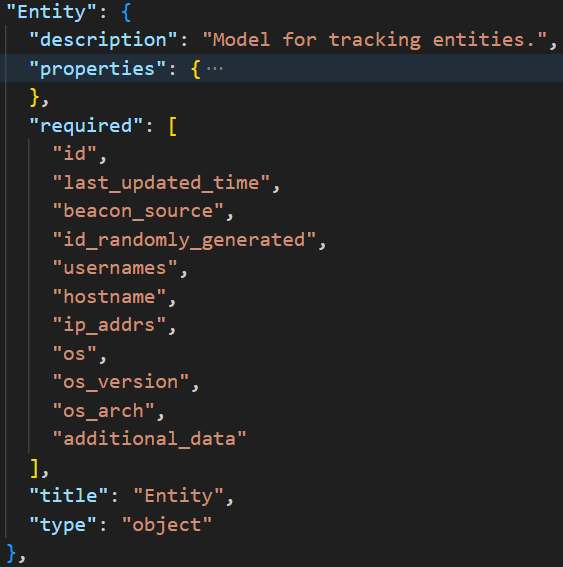 "Entity": {
"description": "Model for tracking entities.",
"properties": {···
},
"required": [
"id",
"last_updated_time",
"beacon_source",
"id_randomly_generated",
"usernames",
"hostname",
"ip_addrs",
"os",
"os_version",
"os_arch",
"additional_data"
],
"title": "Entity",
"type": "object"
},